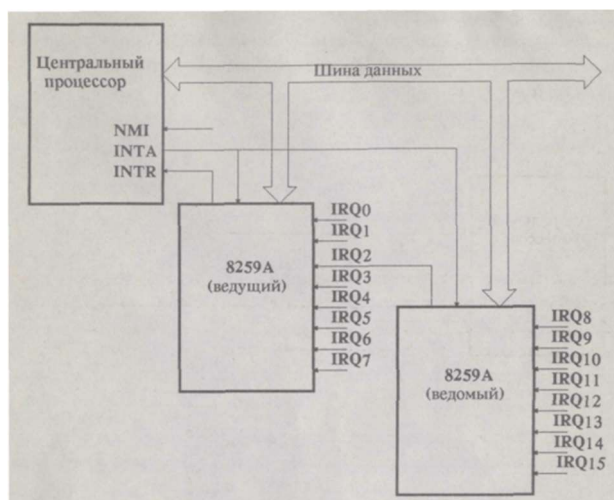 Центральный
процессор
Шина данных
NMI
INTA
INTR
8259A
(ведущий)
IRQ0
IRQ1
IRQ2
IRQ3
IRQ4
IRQ5
IRQ6
IRQ7
8259A
(ведомый)
IRQ8
IRQ9
IRQ10
IRQ11
IRQ12
IRQ13
IRQ14
IRQ15